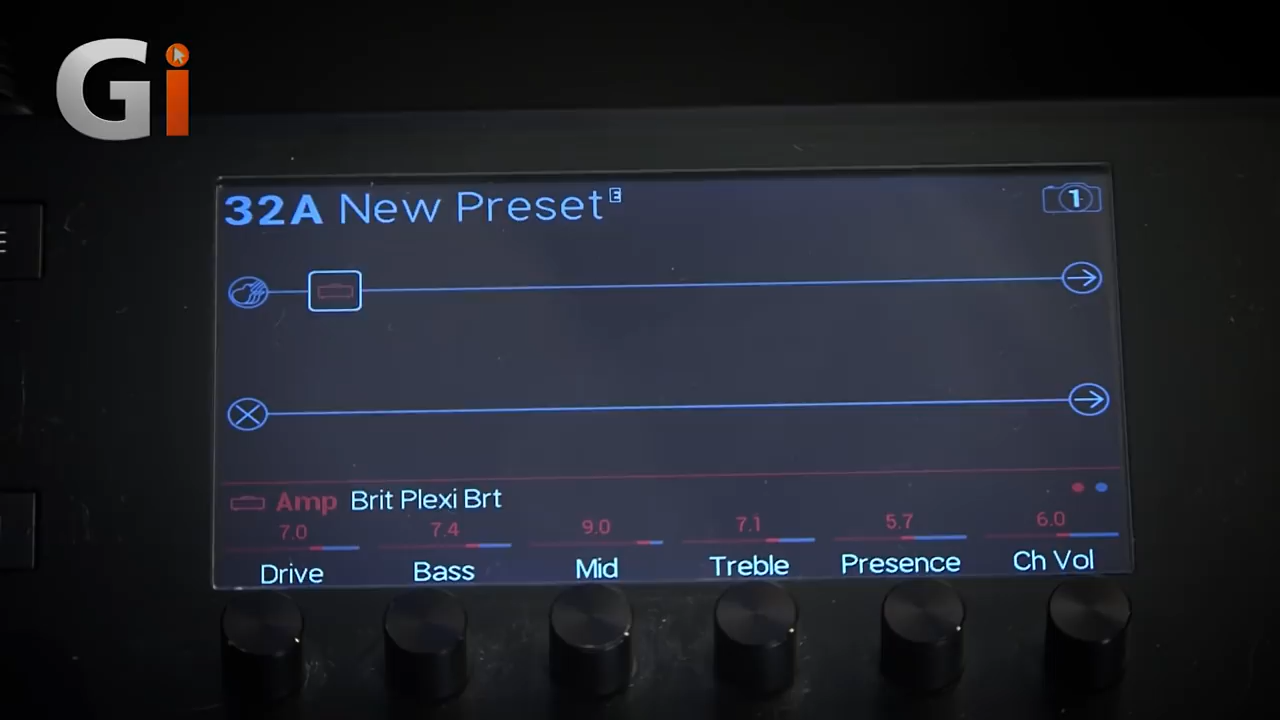 Gi
E
32A New Preset E
1
Amp Brit Plexi Brt
7.0 7.4 9.0 7.1 5.7 6.0
Drive Bass Mid Treble Presence Ch Vol